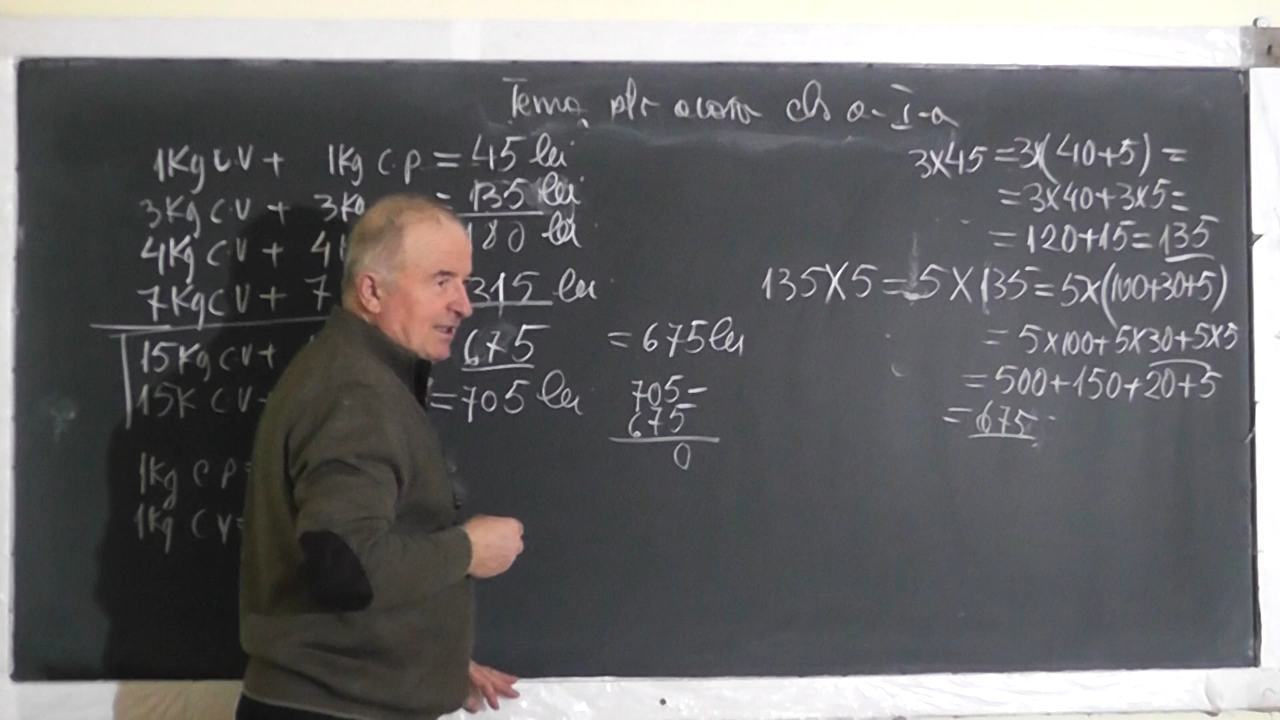 Temă ptr acasa cls a-I-a
1Kg C.V + 1Kg C.P = 45 lei
3Kg C.V + 3Kg = 135 lei
4Kg C.V + 4 180 lei
7Kg C V + 7 315 lei
15Kg C.V + 675 = 675 lei
15K C.V = 705 lei
705-
675
0
1Kg C P =
1Kg C V =
3x45 = 3x(40+5) =
= 3x40+3x5=
= 120+15=135
135x5 = 5x135 = 5x(100+30+5)
= 5x100+5x30+5x5
= 500+150+20+5
= 675